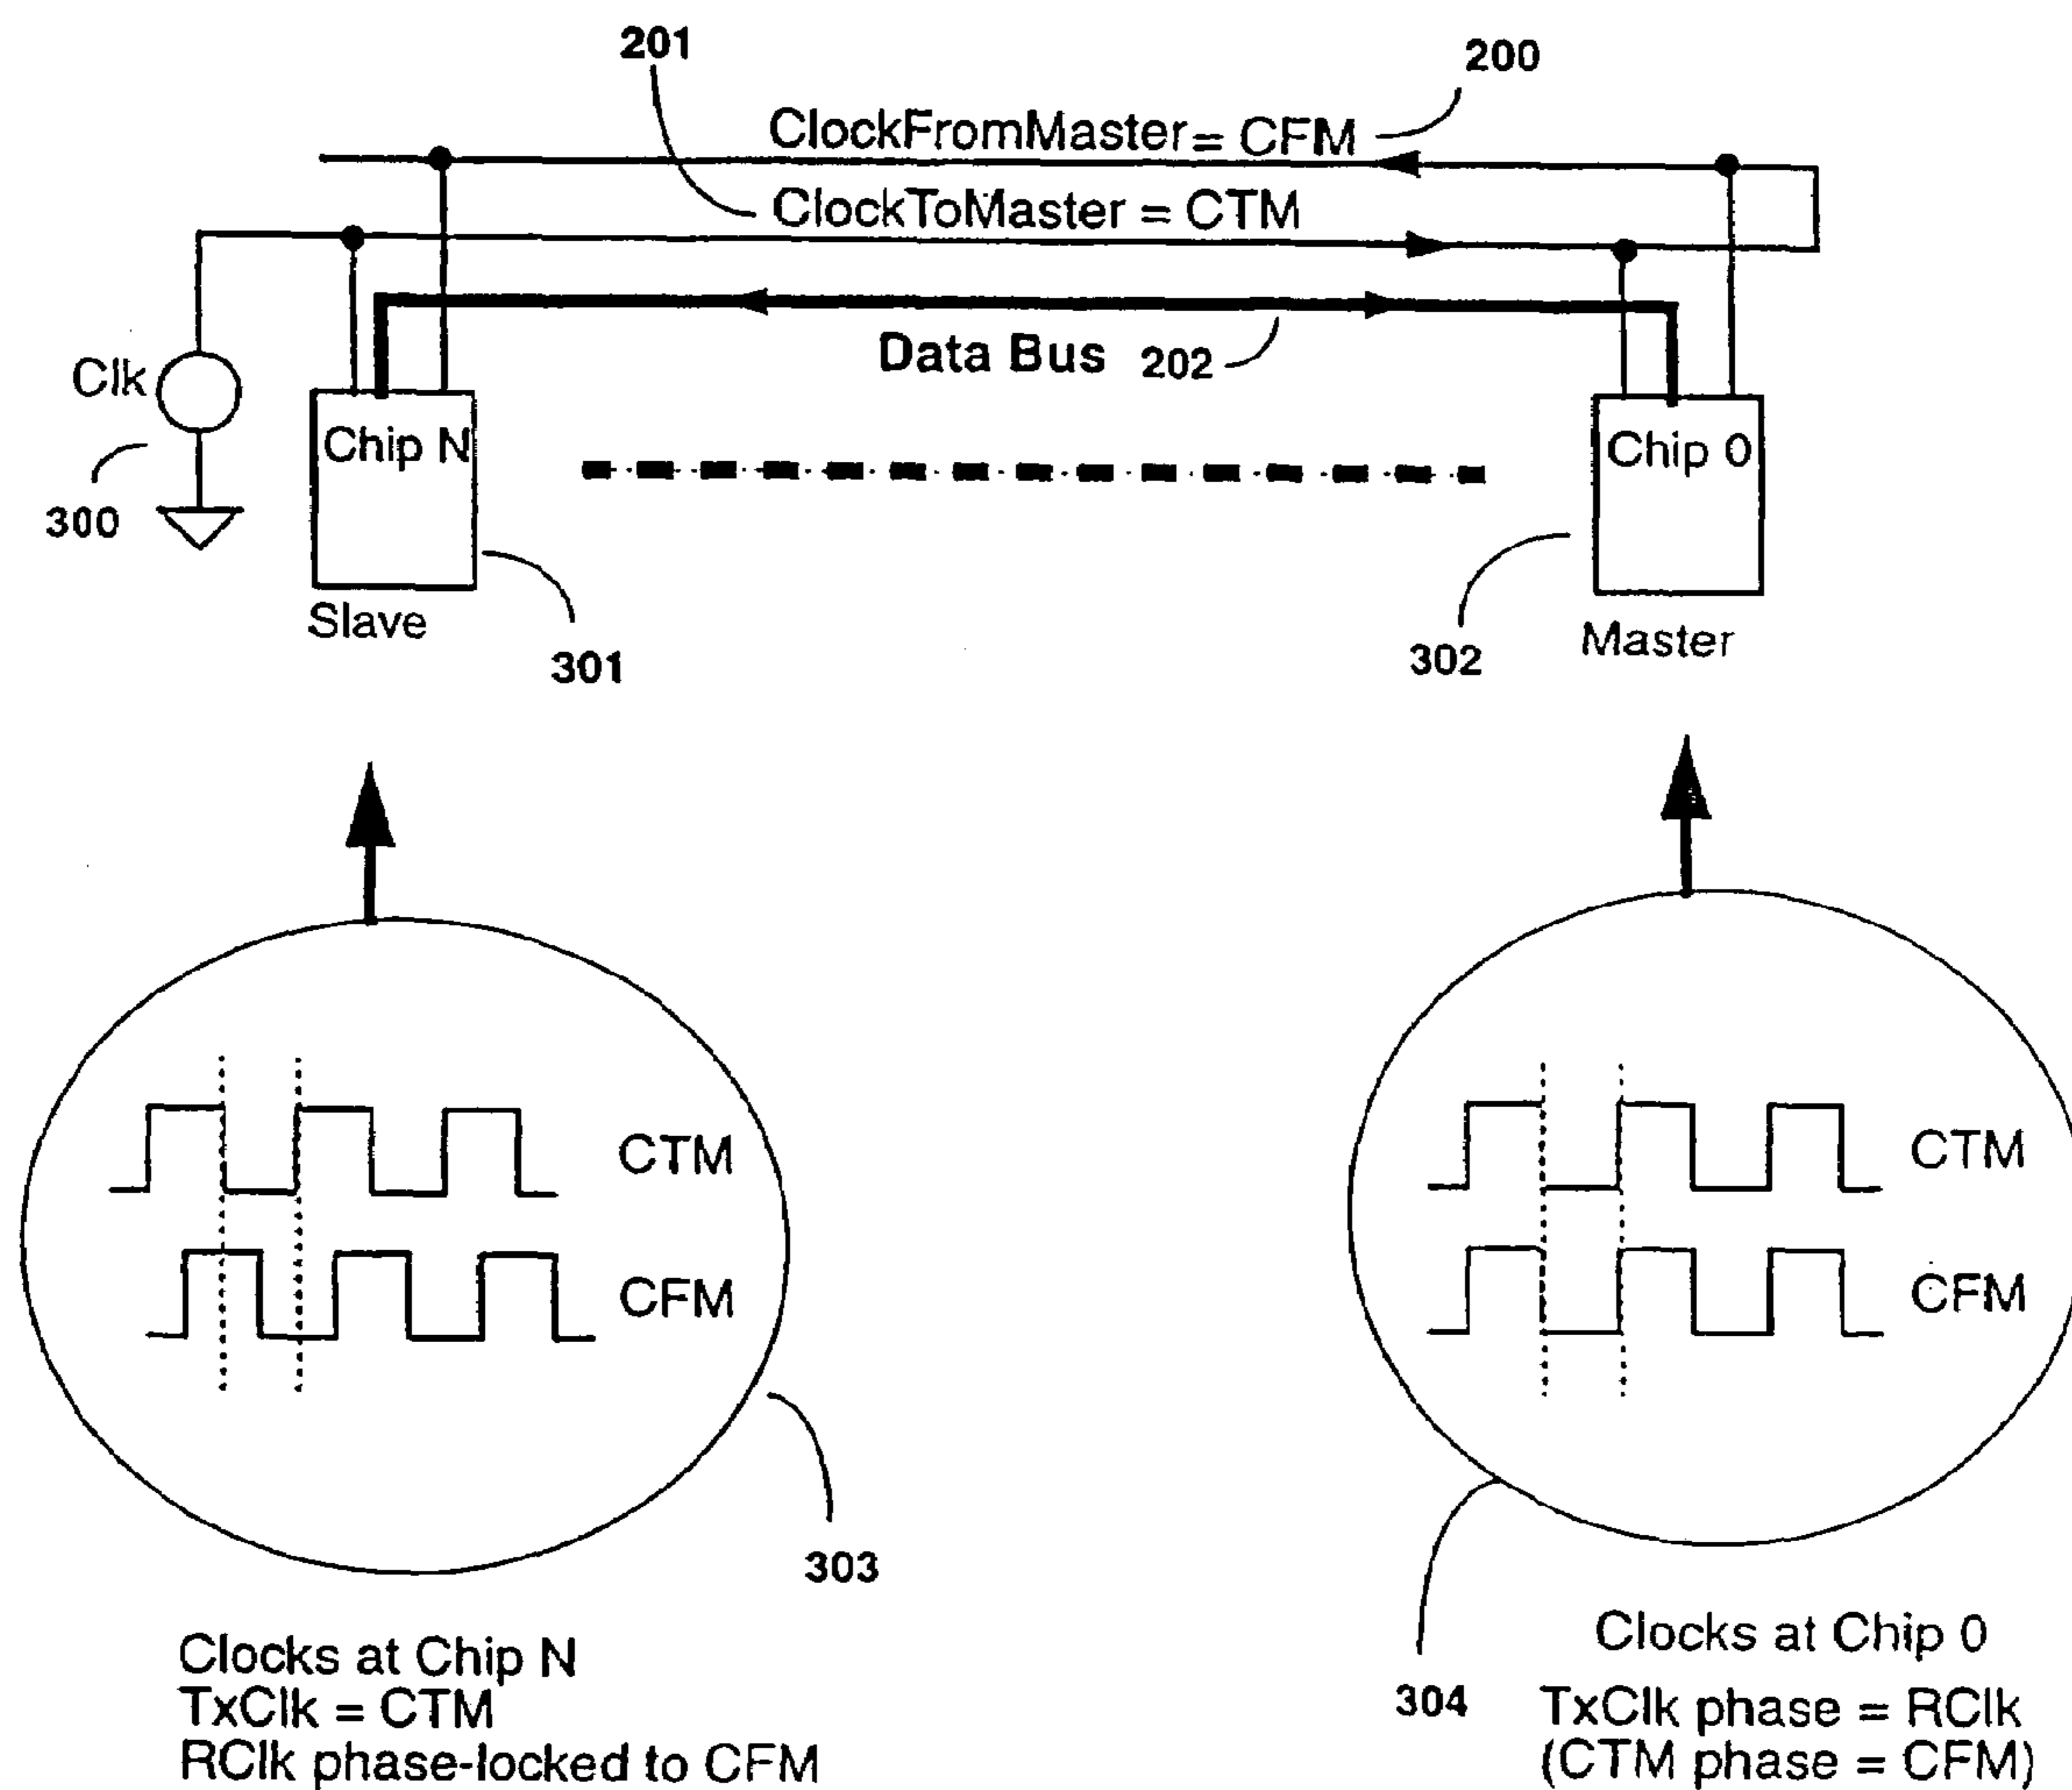 201
200
ClockFromMaster = CFM
ClockToMaster = CTM
Data Bus 202
Clk
Chip N
Chip 0
300
Slave
Master
301
302
CTM
CFM
CTM
CFM
303
304
Clocks at Chip N
TxClk = CTM
RClk phase-locked to CFM
Clocks at Chip 0
TxClk phase = RClk
(CTM phase = CFM)